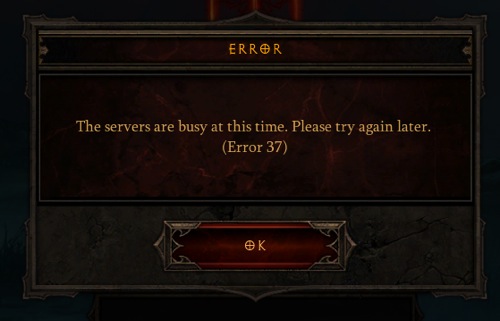 ERROR
The servers are busy at this time. Please try again later.
(Error 37)
OK